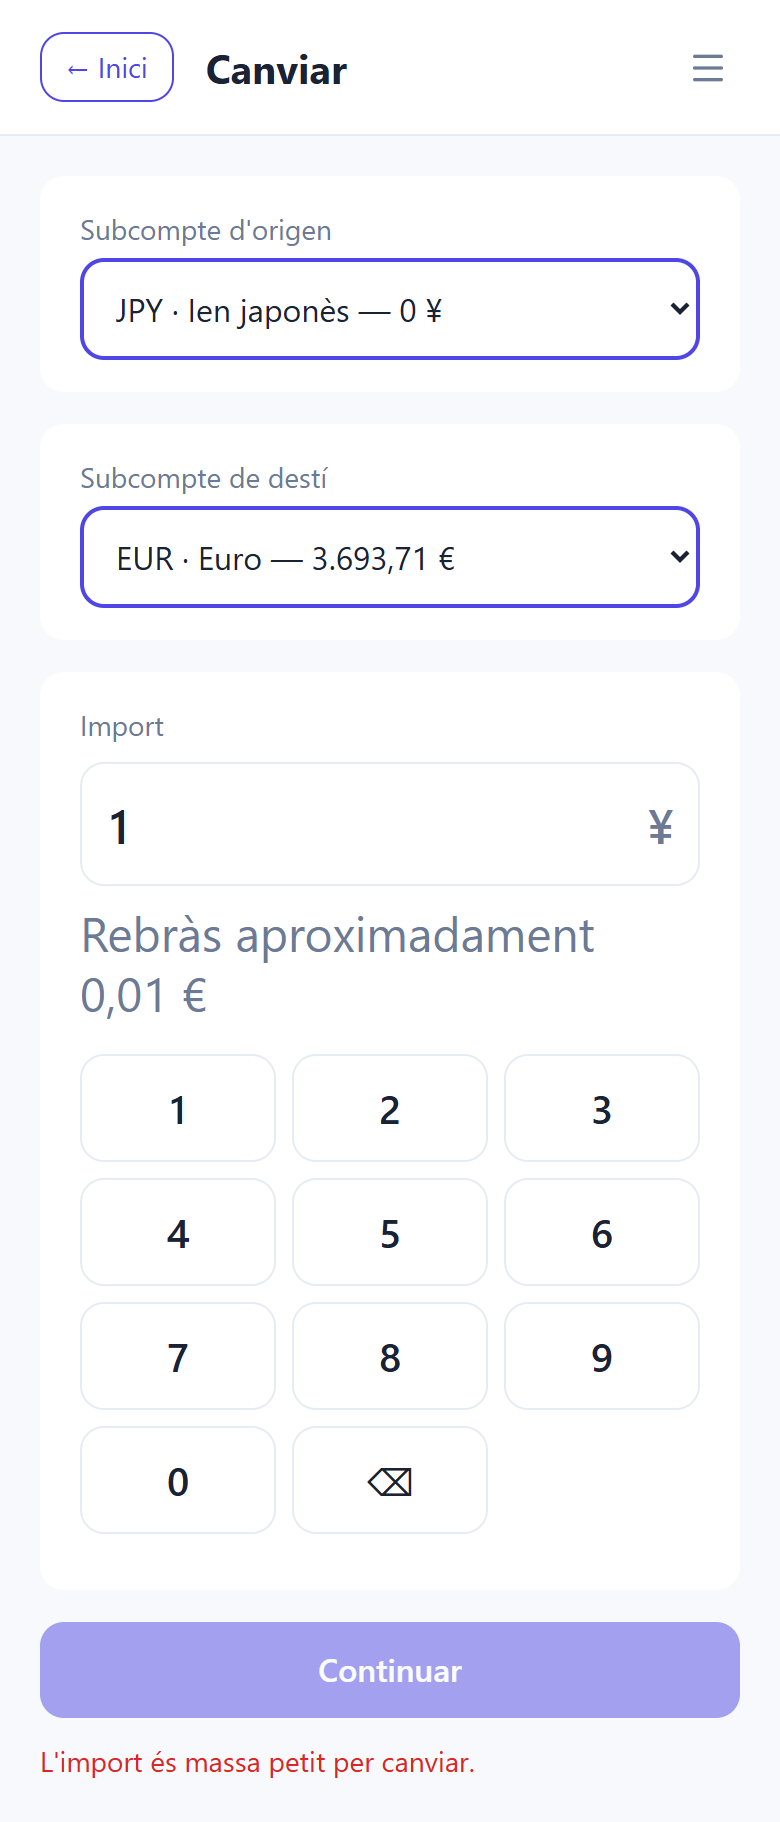 ← Inici
Canviar
Subcompte d'origen
JPY · Ien japonès — 0 ¥
Subcompte de destí
EUR · Euro — 3.693,71 €
Import
1 ¥
Rebràs aproximadament
0,01 €
1 2 3
4 5 6
7 8 9
0 ⌫
Continuar
L'import és massa petit per canviar.